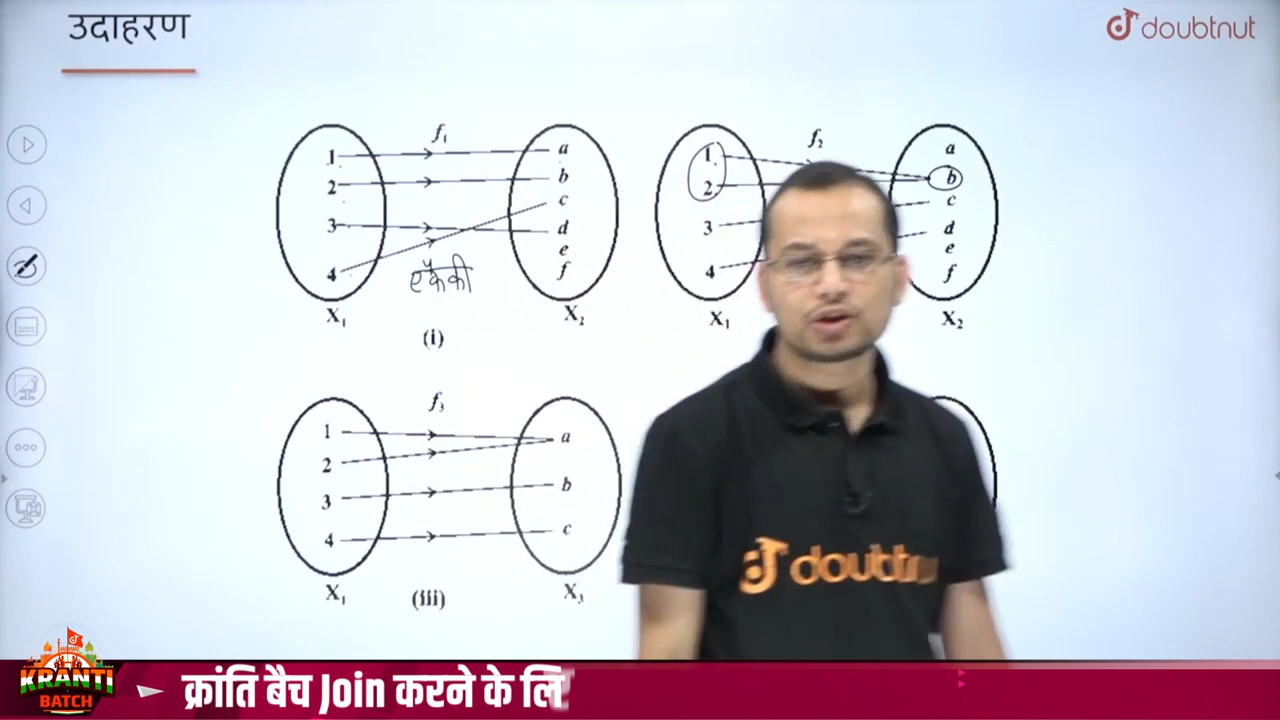 उदाहरण
doubtnut
f₁
1
2
3
4
a
b
c
d
e
f
एकैकी
X₁
X₂
(i)
f₂
1
2
3
4
a
b
c
d
e
f
X₁
X₂
f₃
1
2
3
4
a
b
c
X₁
X₃
(iii)
doubtnu
KRANTI
BATCH
क्रांति बैच Join करने के लि